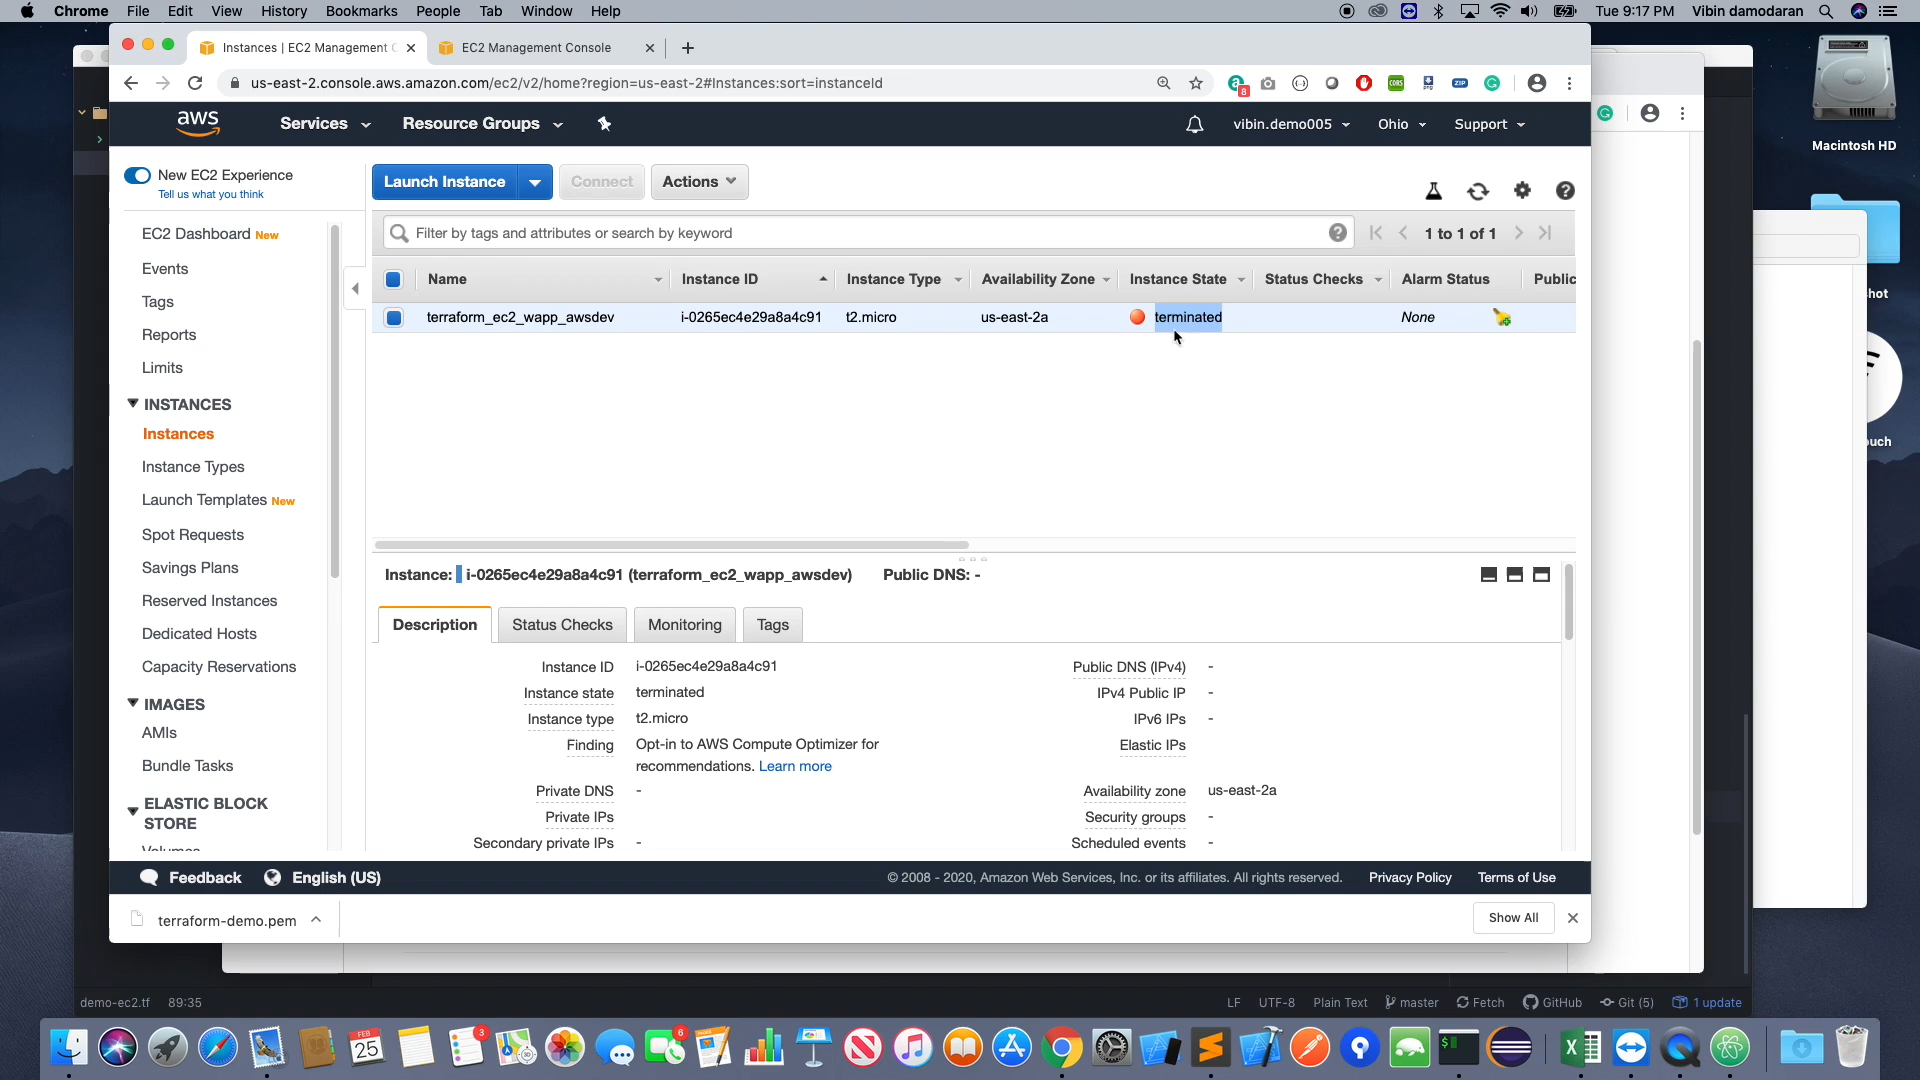 Chrome File Edit View History Bookmarks People Tab Window Help
Tue 9:17 PM Vibin damodaran
Instances | EC2 Management C
EC2 Management Console
us-east-2.console.aws.amazon.com/ec2/v2/home?region=us-east-2#Instances:sort=instanceId
8
CORS
ZIP
aws Services Resource Groups
vibin.demo005 Ohio Support
Macintosh HD
New EC2 Experience
Tell us what you think
Launch Instance Connect Actions
EC2 Dashboard New
Events
Tags
Reports
Limits
INSTANCES
Instances
Instance Types
Launch Templates New
Spot Requests
Savings Plans
Reserved Instances
Dedicated Hosts
Capacity Reservations
IMAGES
AMIs
Bundle Tasks
ELASTIC BLOCK
STORE
Volumes
Filter by tags and attributes or search by keyword
1 to 1 of 1
Name Instance ID Instance Type Availability Zone Instance State Status Checks Alarm Status Public
terraform_ec2_wapp_awsdev i-0265ec4e29a8a4c91 t2.micro us-east-2a terminated None
hot
ouch
Instance: i-0265ec4e29a8a4c91 (terraform_ec2_wapp_awsdev) Public DNS: -
Description Status Checks Monitoring Tags
Instance ID i-0265ec4e29a8a4c91
Instance state terminated
Instance type t2.micro
Finding Opt-in to AWS Compute Optimizer for
recommendations. Learn more
Private DNS -
Private IPs
Secondary private IPs -
Public DNS (IPv4) -
IPv4 Public IP -
IPv6 IPs -
Elastic IPs
Availability zone us-east-2a
Security groups -
Scheduled events -
Feedback English (US)
© 2008 - 2020, Amazon Web Services, Inc. or its affiliates. All rights reserved. Privacy Policy Terms of Use
terraform-demo.pem
Show All
demo-ec2.tf 89:35
LF UTF-8 Plain Text master Fetch GitHub Git (5) 1 update
FEB
25
3
6